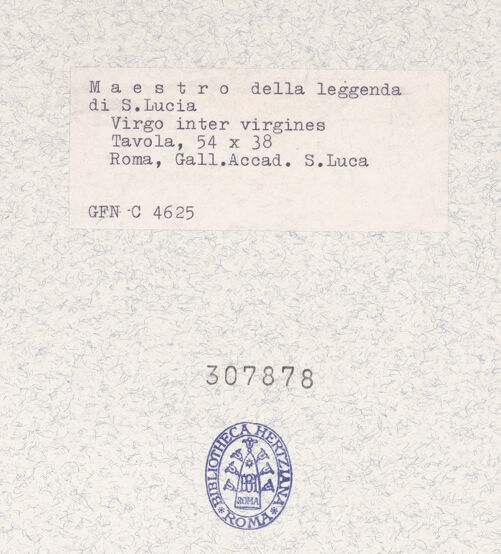 M a e s t r o  della leggenda
di S.Lucia
Virgo inter virgines
Tavola, 54 x 38
Roma, Gall.Accad. S.Luca
GFN C 4625
307878
BIBLIOTHECA HERTZIANA
BH
ROMA
* ROMA *